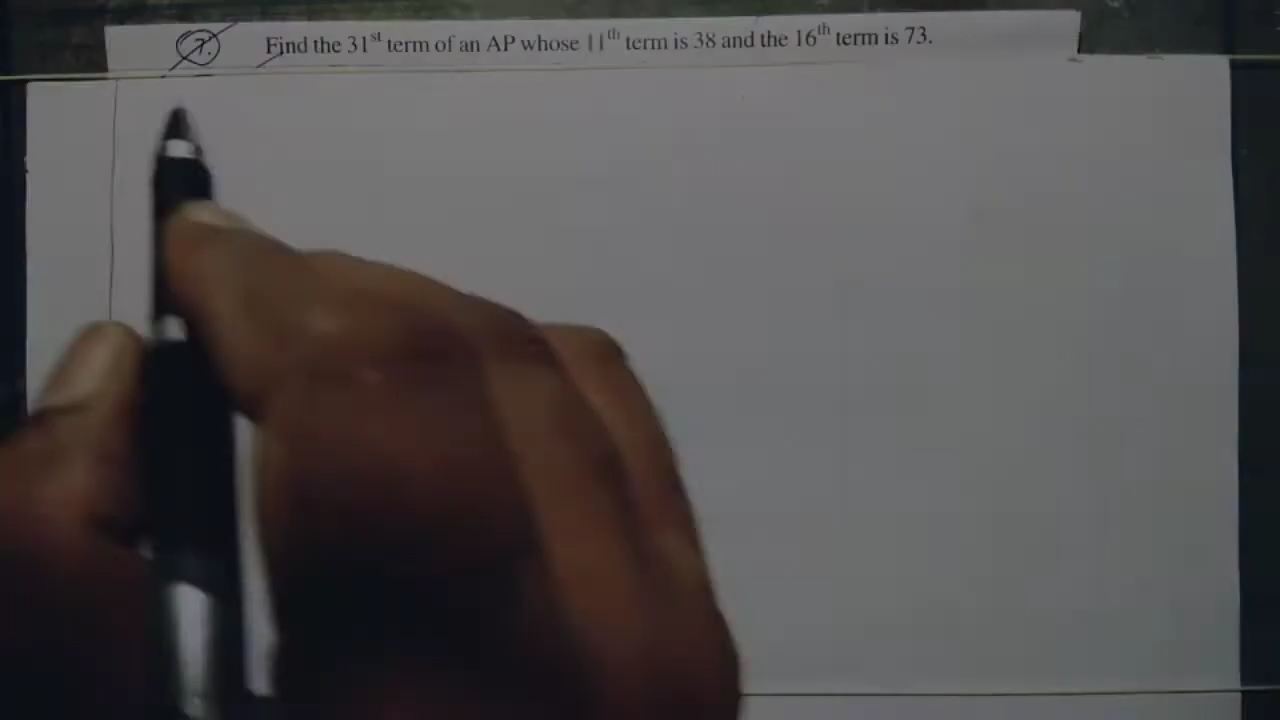 7. Find the 31st term of an AP whose 11th term is 38 and the 16th term is 73.